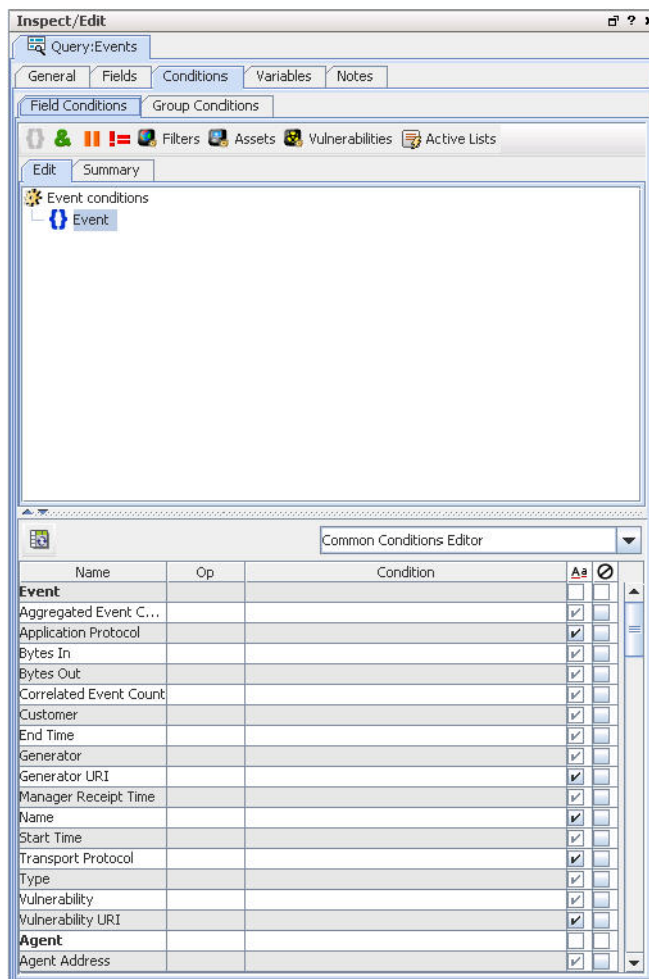 Inspect/Edit
Query:Events
General Fields Conditions Variables Notes
Field Conditions Group Conditions
{} & != Filters Assets Vulnerabilities Active Lists
Edit Summary
Event conditions
{} Event
Common Conditions Editor
Name Op Condition Aa
Event
Aggregated Event C...
Application Protocol
Bytes In
Bytes Out
Correlated Event Count
Customer
End Time
Generator
Generator URI
Manager Receipt Time
Name
Start Time
Transport Protocol
Type
Vulnerability
Vulnerability URI
Agent
Agent Address